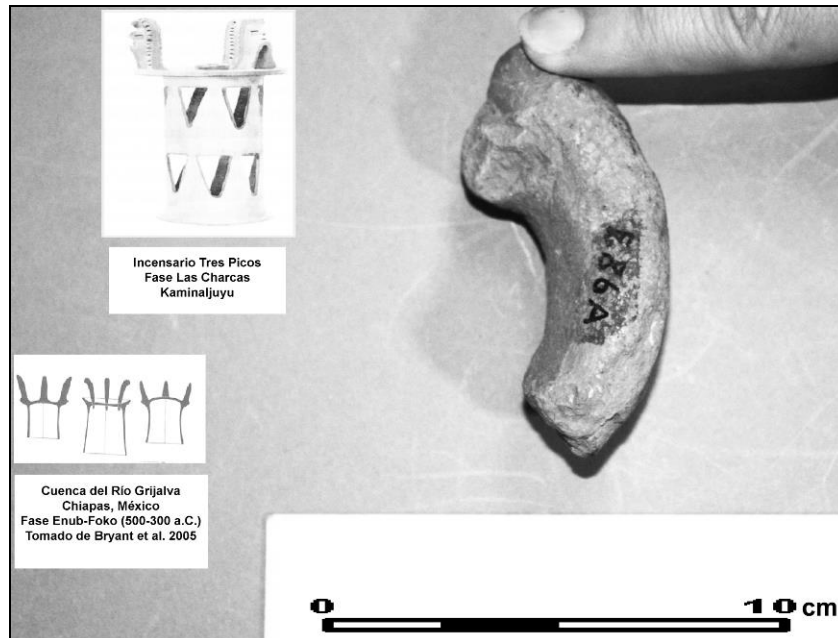 Incensario Tres Picos
Fase Las Charcas
Kaminaljuyu
Cuenca del Río Grijalva
Chiapas, México
Fase Enub-Foko (500-300 a.C.)
Tomado de Bryant et al. 2005
E86A
0 10 cm